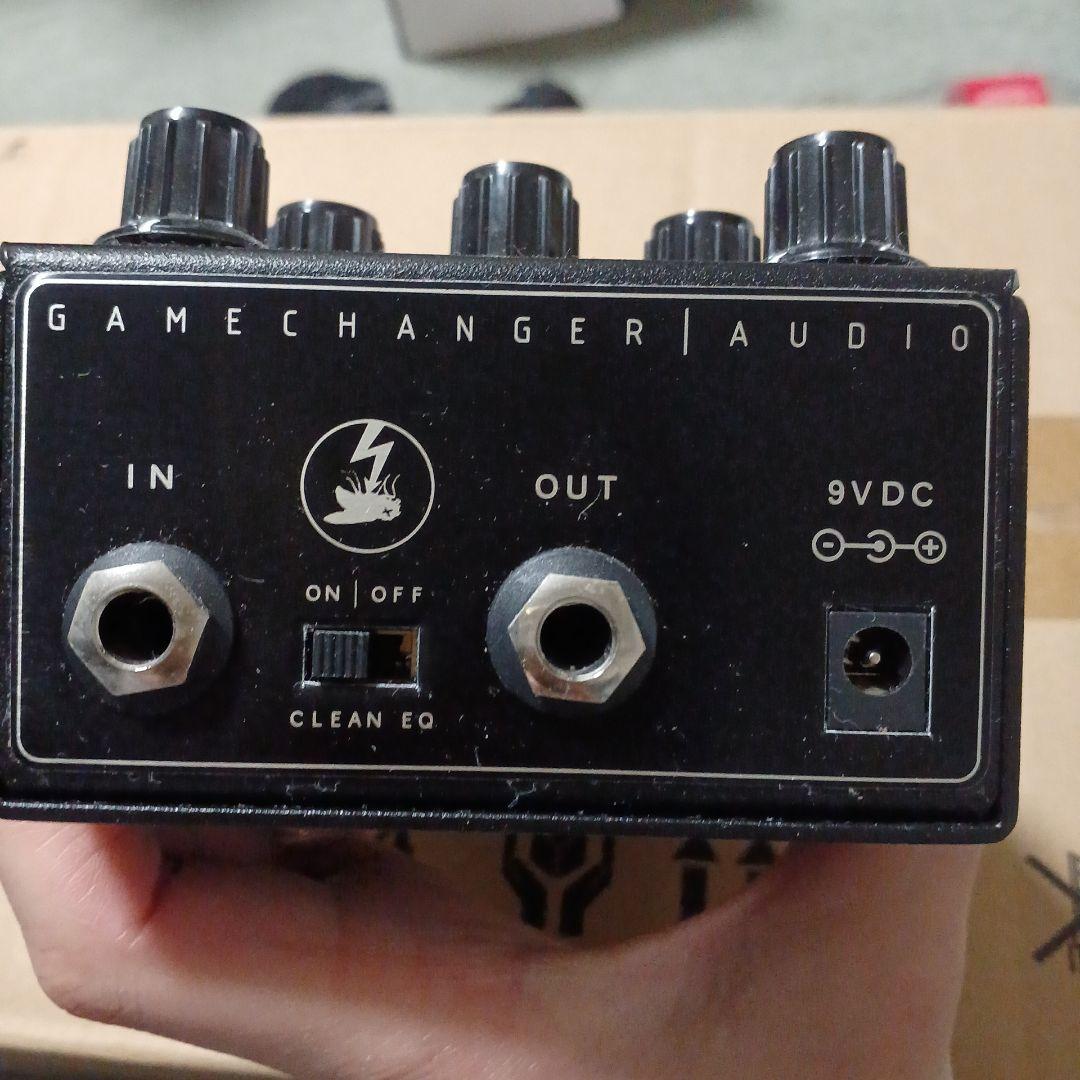 GAMECHANGER | AUDIO
IN
OUT
9VDC
ON | OFF
CLEAN EQ